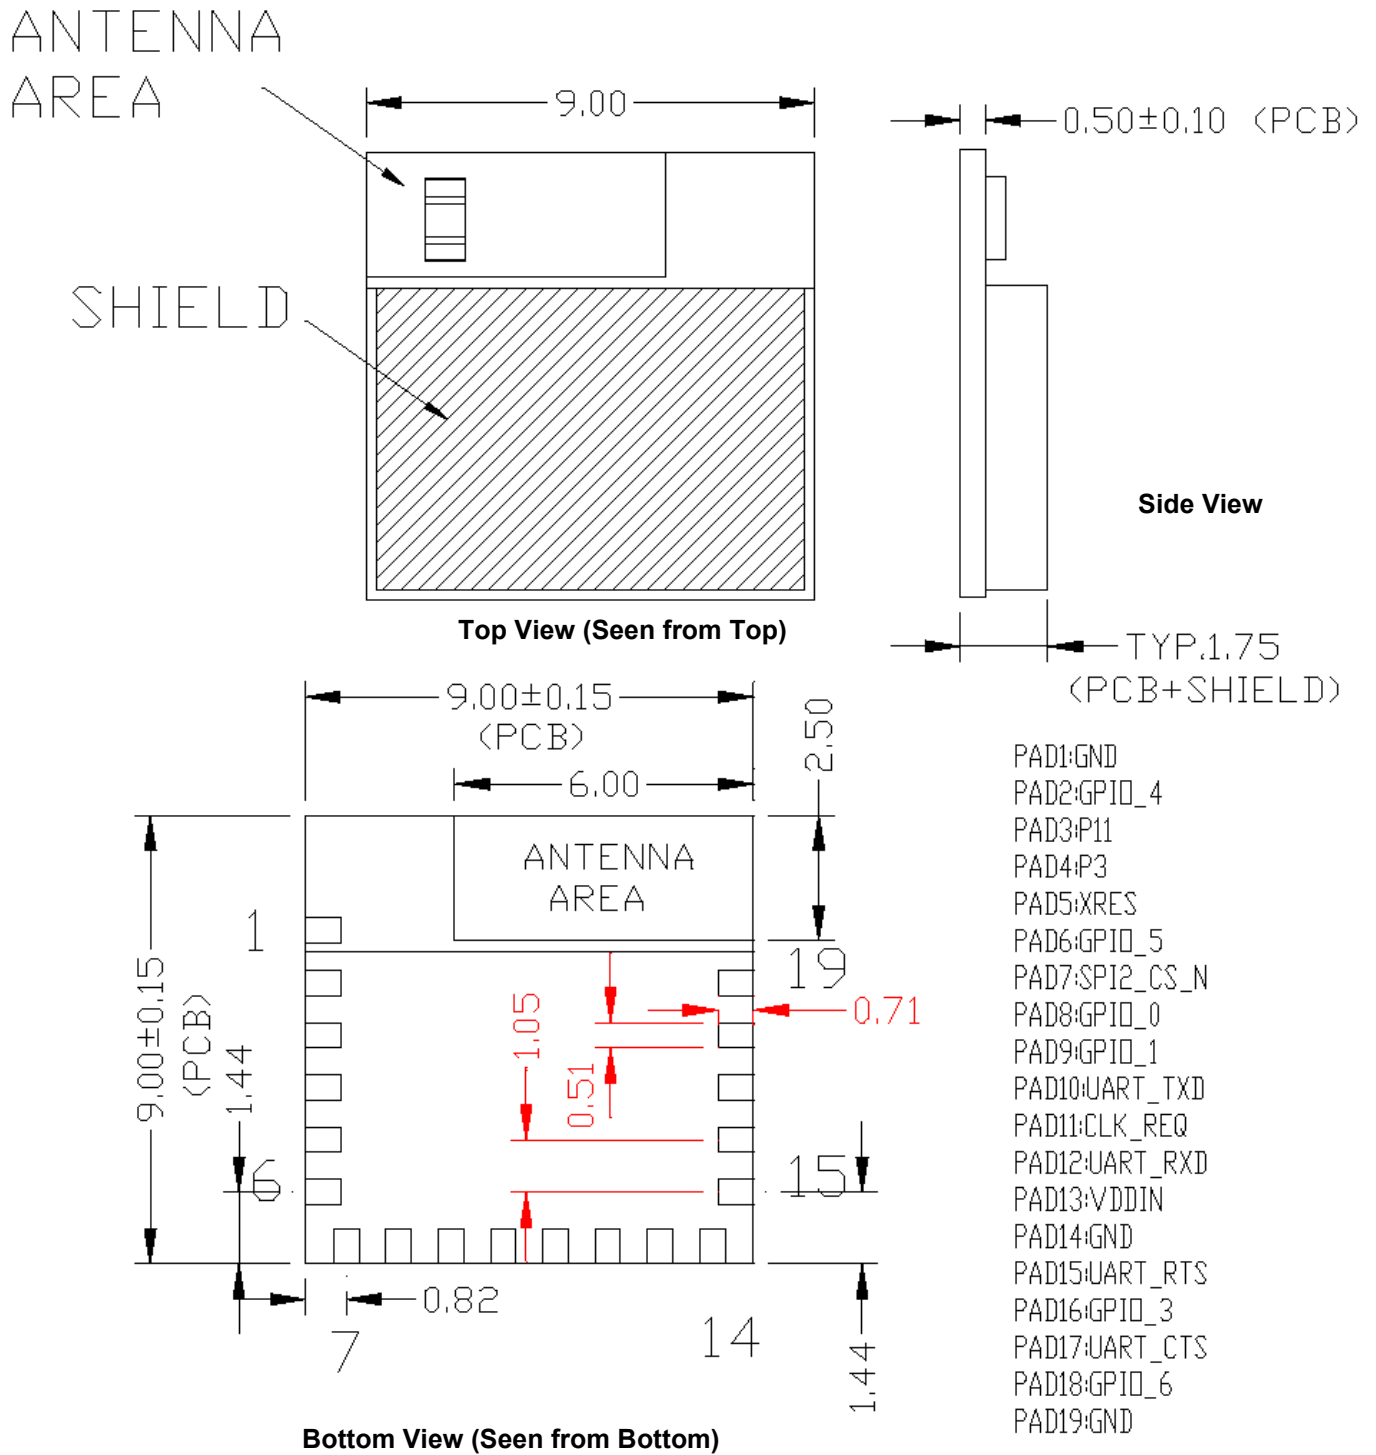 ANTENNA
AREA
9.00
0.50±0.10 (PCB)
SHIELD
Side View
Top View (Seen from Top)
TYP.1.75
(PCB+SHIELD)
9.00±0.15
(PCB)
2.50
6.00
ANTENNA
AREA
1
19
9.00±0.15
(PCB)
1.44
1.05
0.51
0.71
6
15
0.82
7
14
1.44
PAD1:GND
PAD2:GPIO_4
PAD3:P11
PAD4:P3
PAD5:XRES
PAD6:GPIO_5
PAD7:SPI2_CS_N
PAD8:GPIO_0
PAD9:GPIO_1
PAD10:UART_TXD
PAD11:CLK_REQ
PAD12:UART_RXD
PAD13:VDDIN
PAD14:GND
PAD15:UART_RTS
PAD16:GPIO_3
PAD17:UART_CTS
PAD18:GPIO_6
PAD19:GND
Bottom View (Seen from Bottom)